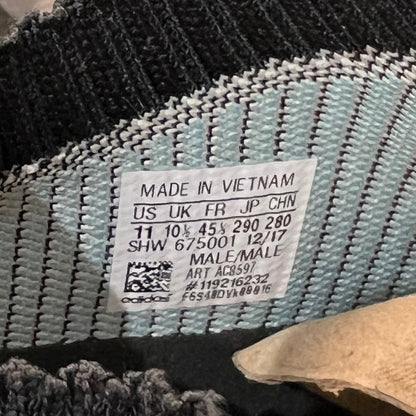 MADE IN VIETNAM
US UK FR JP CHN
11 10½ 45⅓ 290 280
SHW 675001 12/17
MALE/MALE
ART AC8597
#119216232
adidas